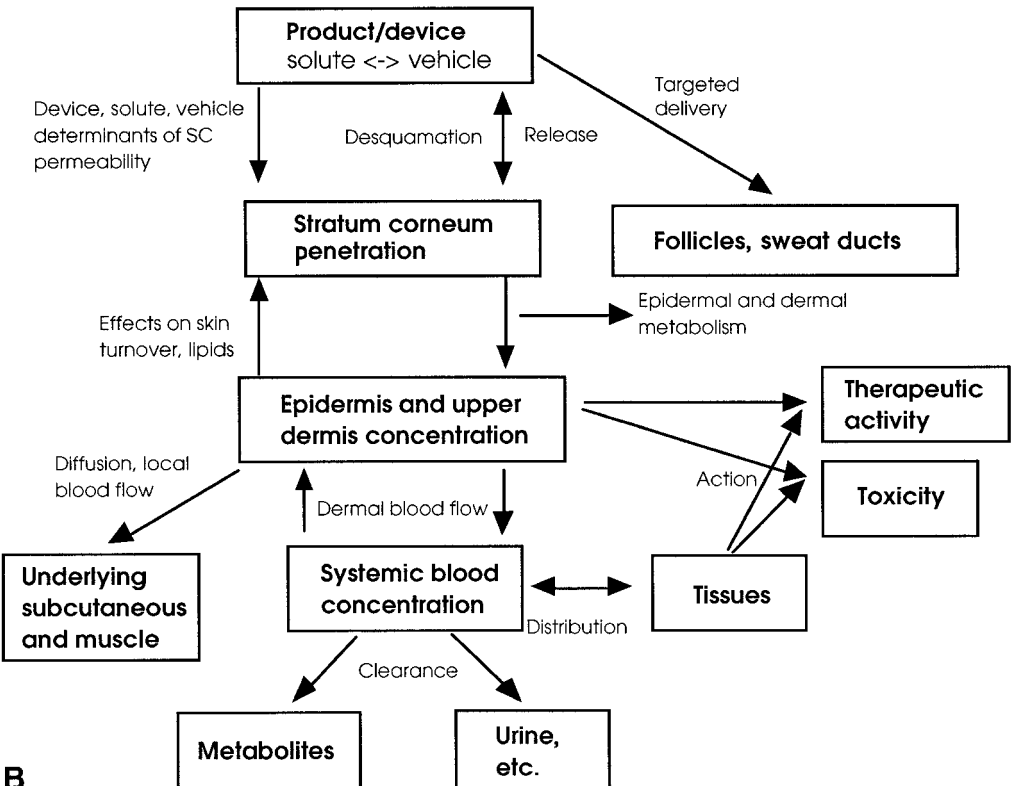 Product/device
solute <-> vehicle
Targeted
delivery
Device, solute, vehicle
determinants of SC
permeability
Desquamation
Release
Stratum corneum
penetration
Follicles, sweat ducts
Epidermal and dermal
metabolism
Effects on skin
turnover, lipids
Epidermis and upper
dermis concentration
Therapeutic
activity
Diffusion, local
blood flow
Action
Toxicity
Dermal blood flow
Underlying
subcutaneous
and muscle
Systemic blood
concentration
Tissues
Distribution
Clearance
Metabolites
Urine,
etc.
B